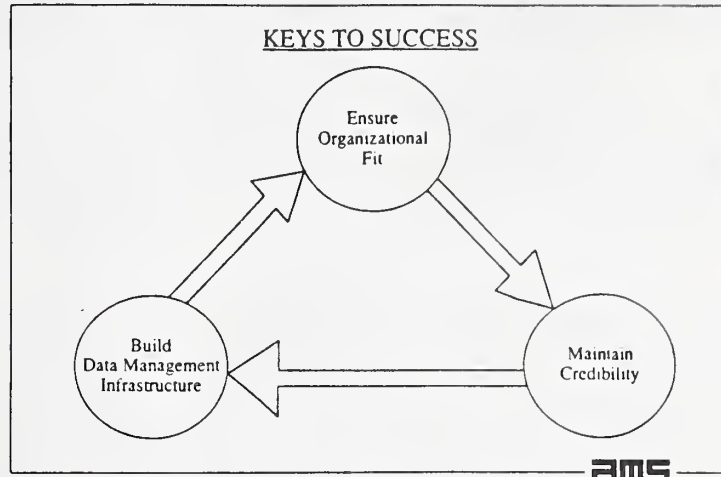 KEYS TO SUCCESS
Ensure
Organizational
Fit
Build
Data Management
Infrastructure
Maintain
Credibility
ams